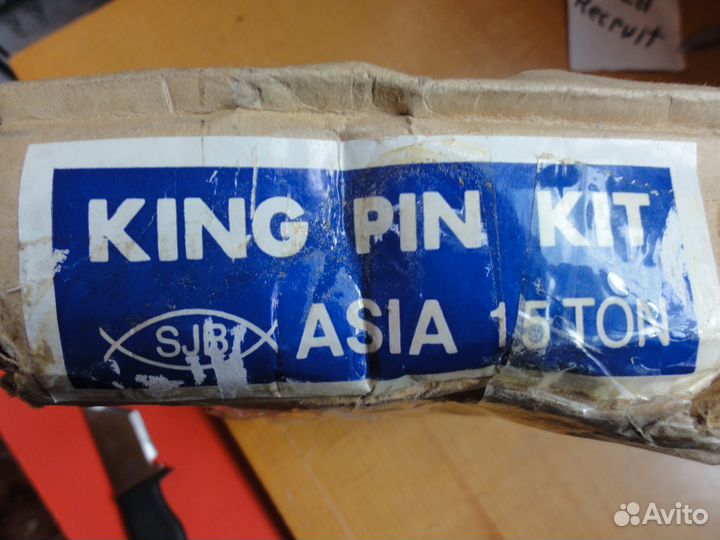 Recruit
KING PIN KIT
SJB ASIA 15 TON
Avito